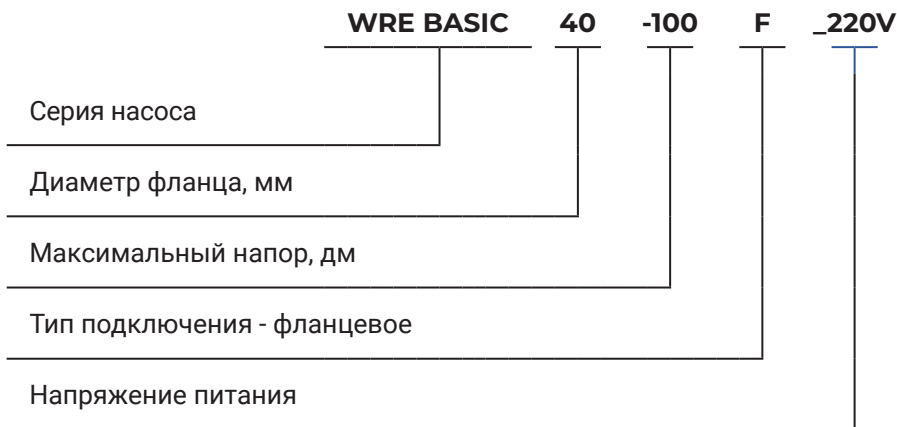 WRE BASIC 40 -100 F _220V
Серия насоса
Диаметр фланца, мм
Максимальный напор, дм
Тип подключения - фланцевое
Напряжение питания